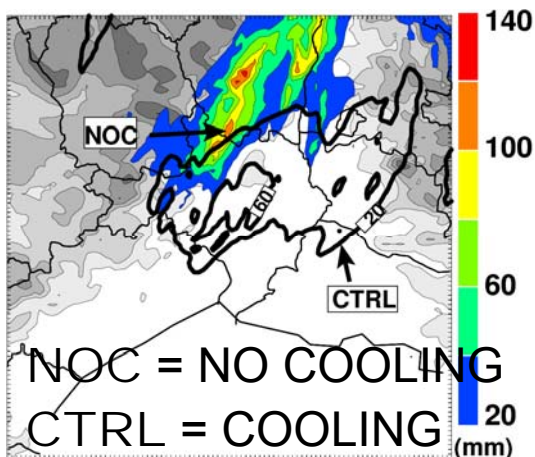 140
NOC
100
60
20
60
CTRL
NOC = NO COOLING
CTRL = COOLING
20
(mm)